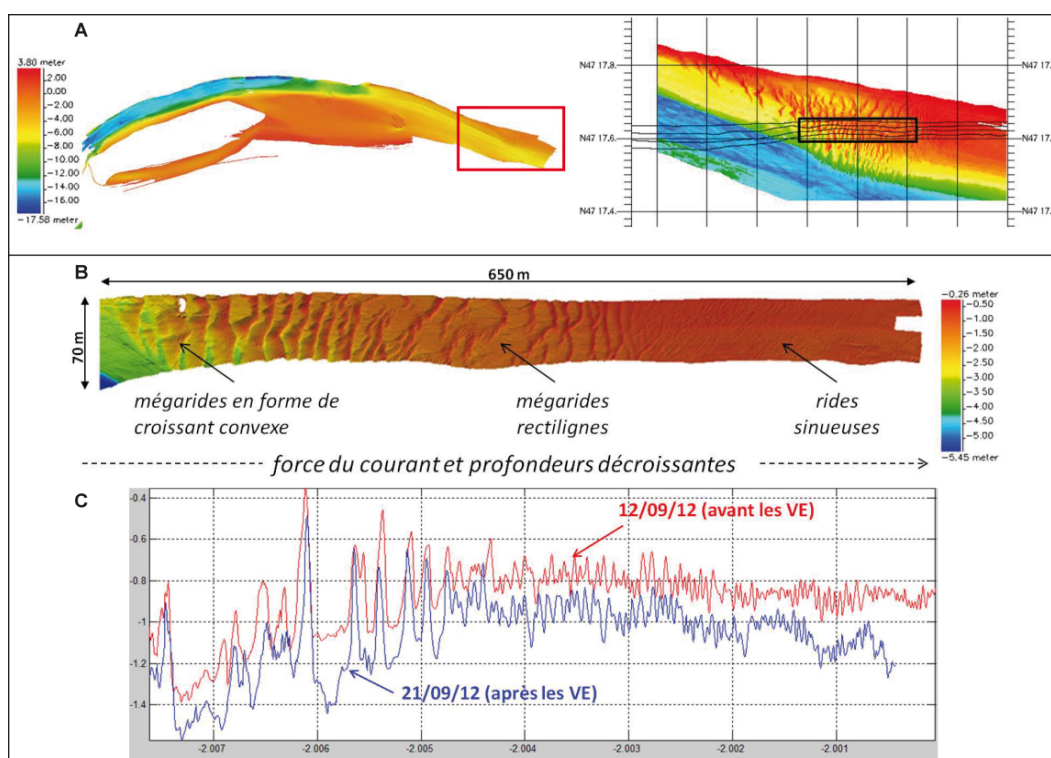 A
3.80 meter
2.00
0.00
−2.00
−4.00
−6.00
−8.00
−10.00
−12.00
−14.00
−16.00
−17.58 meter
N47 17.8
N47 17.6
N47 17.4
N47 17.
N47 17.
N47 17.
B
650 m
70 m
mégarides en forme de
croissant convexe
mégarides
rectilignes
rides
sinueuses
force du courant et profondeurs décroissantes
−0.26 meter
−0.50
−1.00
−1.50
−2.00
−2.50
−3.00
−3.50
−4.00
−4.50
−5.00
−5.45 meter
C
12/09/12 (avant les VE)
21/09/12 (après les VE)
-0.4
-0.6
-0.8
-1
-1.2
-1.4
-2.007
-2.006
-2.005
-2.004
-2.003
-2.002
-2.001